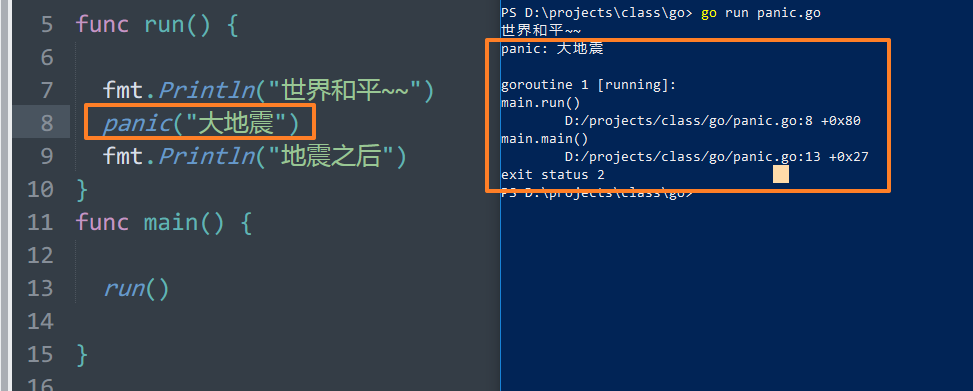 5 func run() {
6
7 fmt.Println("世界和平~~")
8 panic("大地震")
9 fmt.Println("地震之后")
10 }
11 func main() {
12
13 run()
14
15 }
16
PS D:\projects\class\go> go run panic.go
世界和平~~
panic: 大地震
goroutine 1 [running]:
main.run()
D:/projects/class/go/panic.go:8 +0x80
main.main()
D:/projects/class/go/panic.go:13 +0x27
exit status 2
PS D:\projects\class\go>